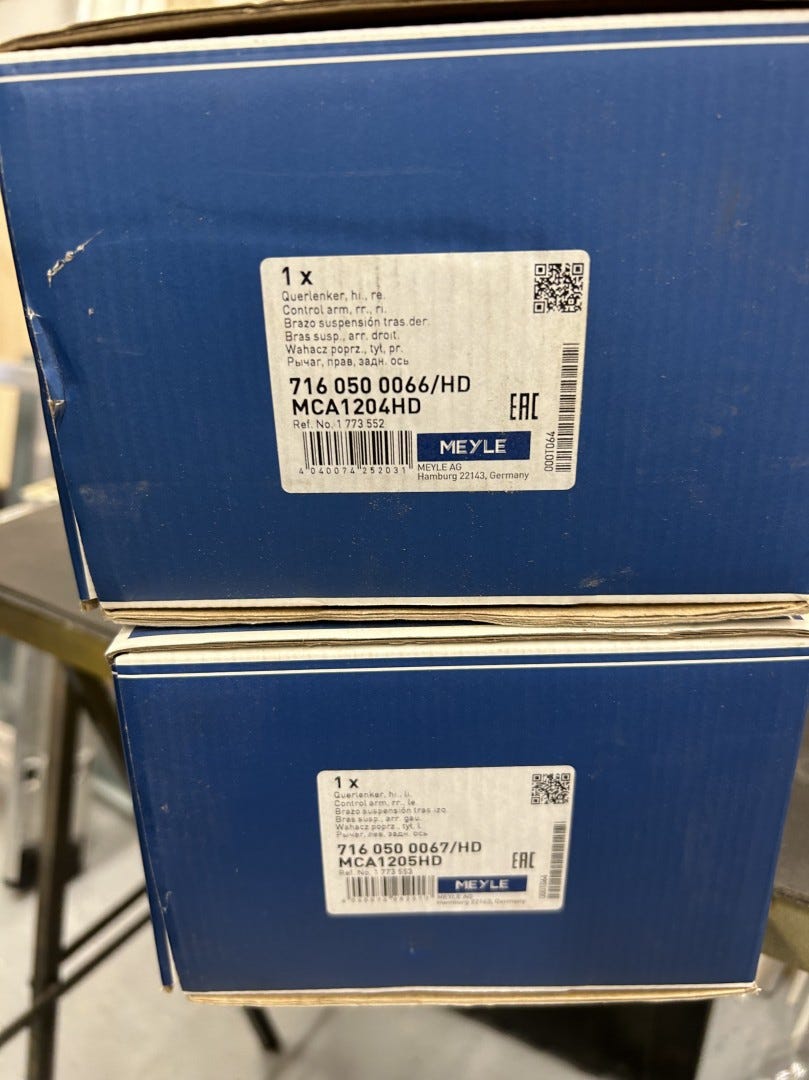 1 x
Querlenker, hi., re.
Control arm, rr., ri.
Brazo suspensión tras.der.
Bras susp., arr. droit.
Wahacz poprz., tył, pr.
Рычаг, прав, задн. ось
716 050 0066/HD
MCA1204HD
EAC
Ref. No. 1 773 552
MEYLE
4 040074 252031
MEYLE AG
Hamburg 22143, Germany
0601090
1 x
Querlenker, hi., li.
Control arm, rr., le.
Brazo suspensión tras.izq.
Bras susp., arr. gau.
Wahacz poprz., tył, l.
Рычаг, лев, задн. ось
716 050 0067/HD
MCA1205HD
EAC
Ref. No. 1 773 553
MEYLE
MEYLE AG
Hamburg 22143, Germany